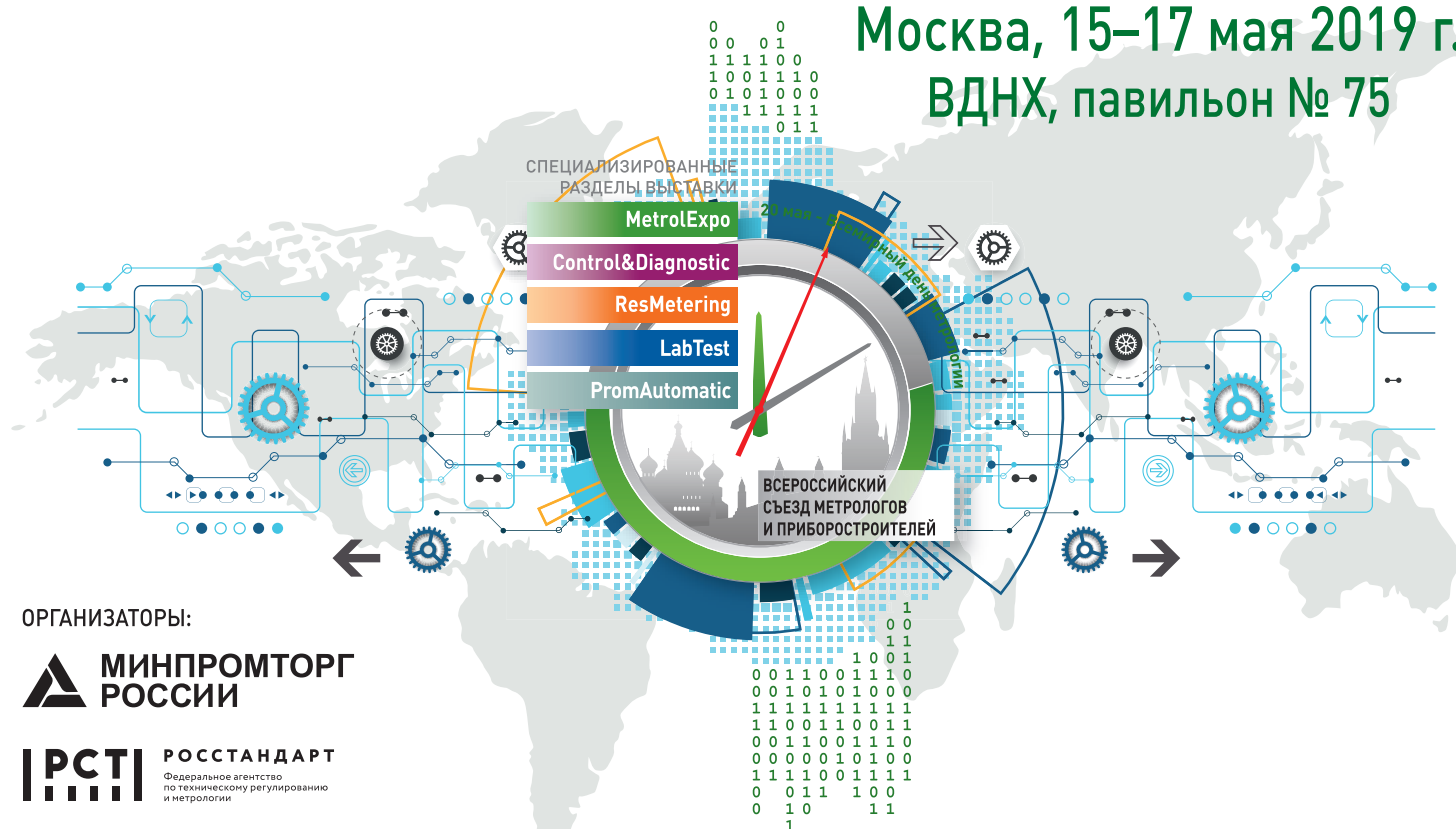 Москва, 15–17 мая 2019 г.
ВДНХ, павильон № 75
СПЕЦИАЛИЗИРОВАННЫЕ
РАЗДЕЛЫ ВЫСТАВКИ
MetrolExpo
Control&Diagnostic
ResMetering
LabTest
PromAutomatic
20 мая - Всемирный день метрологии
ВСЕРОССИЙСКИЙ
СЪЕЗД МЕТРОЛОГОВ
И ПРИБОРОСТРОИТЕЛЕЙ
ОРГАНИЗАТОРЫ:
МИНПРОМТОРГ
РОССИИ
РСТ
РОССТАНДАРТ
Федеральное агентство
по техническому регулированию
и метрологии